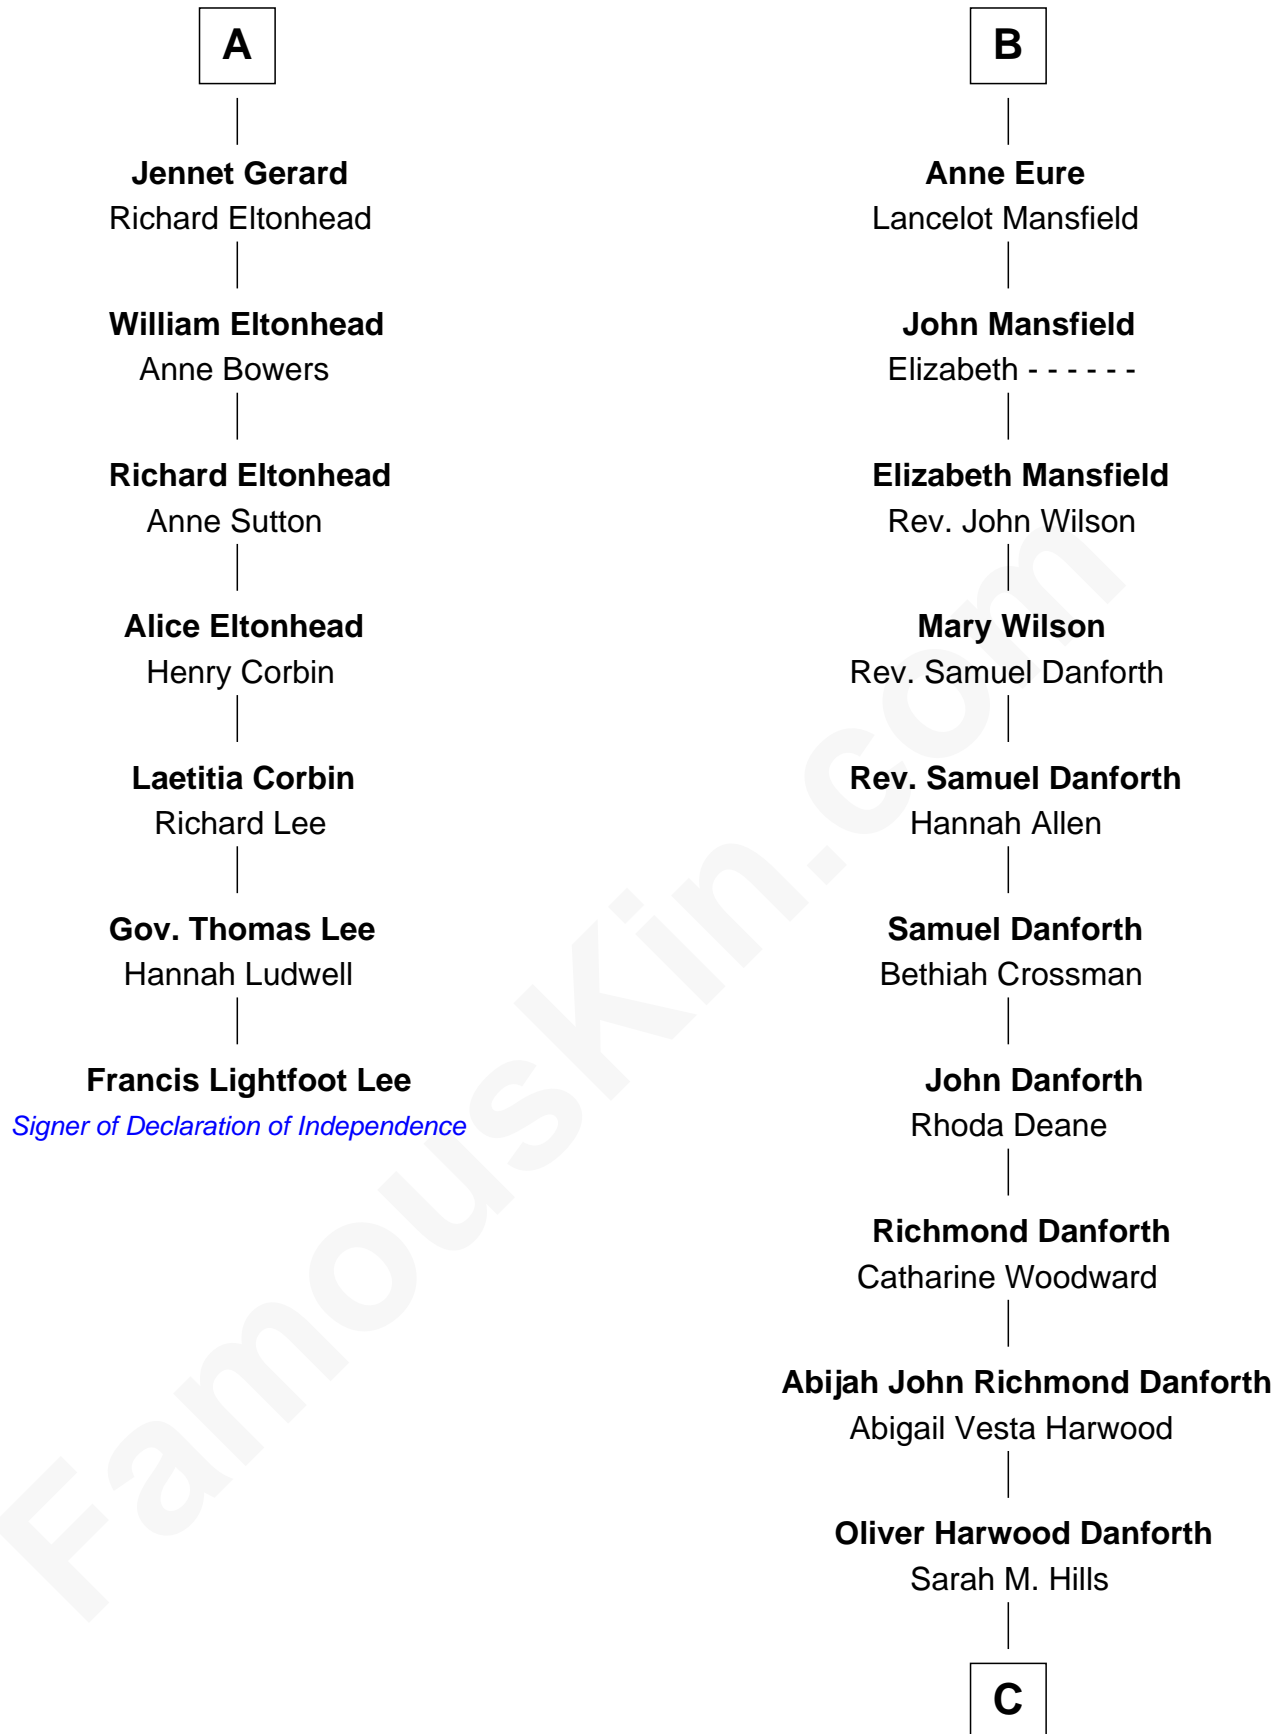 A
Jennet Gerard
Richard Eltonhead
William Eltonhead
Anne Bowers
Richard Eltonhead
Anne Sutton
Alice Eltonhead
Henry Corbin
Laetitia Corbin
Richard Lee
Gov. Thomas Lee
Hannah Ludwell
Francis Lightfoot Lee
Signer of Declaration of Independence
B
Anne Eure
Lancelot Mansfield
John Mansfield
Elizabeth - - - - - -
Elizabeth Mansfield
Rev. John Wilson
Mary Wilson
Rev. Samuel Danforth
Rev. Samuel Danforth
Hannah Allen
Samuel Danforth
Bethiah Crossman
John Danforth
Rhoda Deane
Richmond Danforth
Catharine Woodward
Abijah John Richmond Danforth
Abigail Vesta Harwood
Oliver Harwood Danforth
Sarah M. Hills
C
FamousKin.com